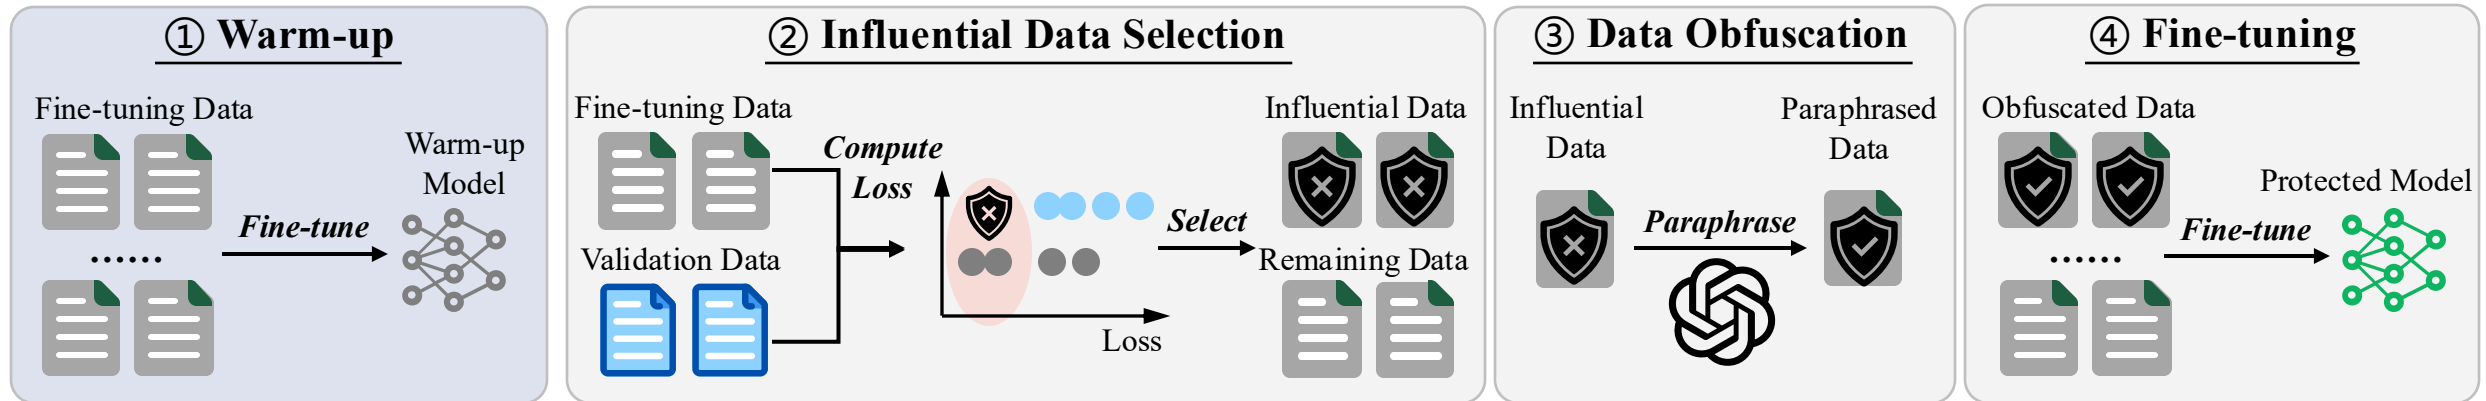 ① Warm-up
Fine-tuning Data
Warm-up
Model
Fine-tune
......
② Influential Data Selection
Fine-tuning Data
Validation Data
Compute
Loss
Loss
Select
Influential Data
Remaining Data
③ Data Obfuscation
Influential
Data
Paraphrase
Paraphrased
Data
④ Fine-tuning
Obfuscated Data
......
Fine-tune
Protected Model